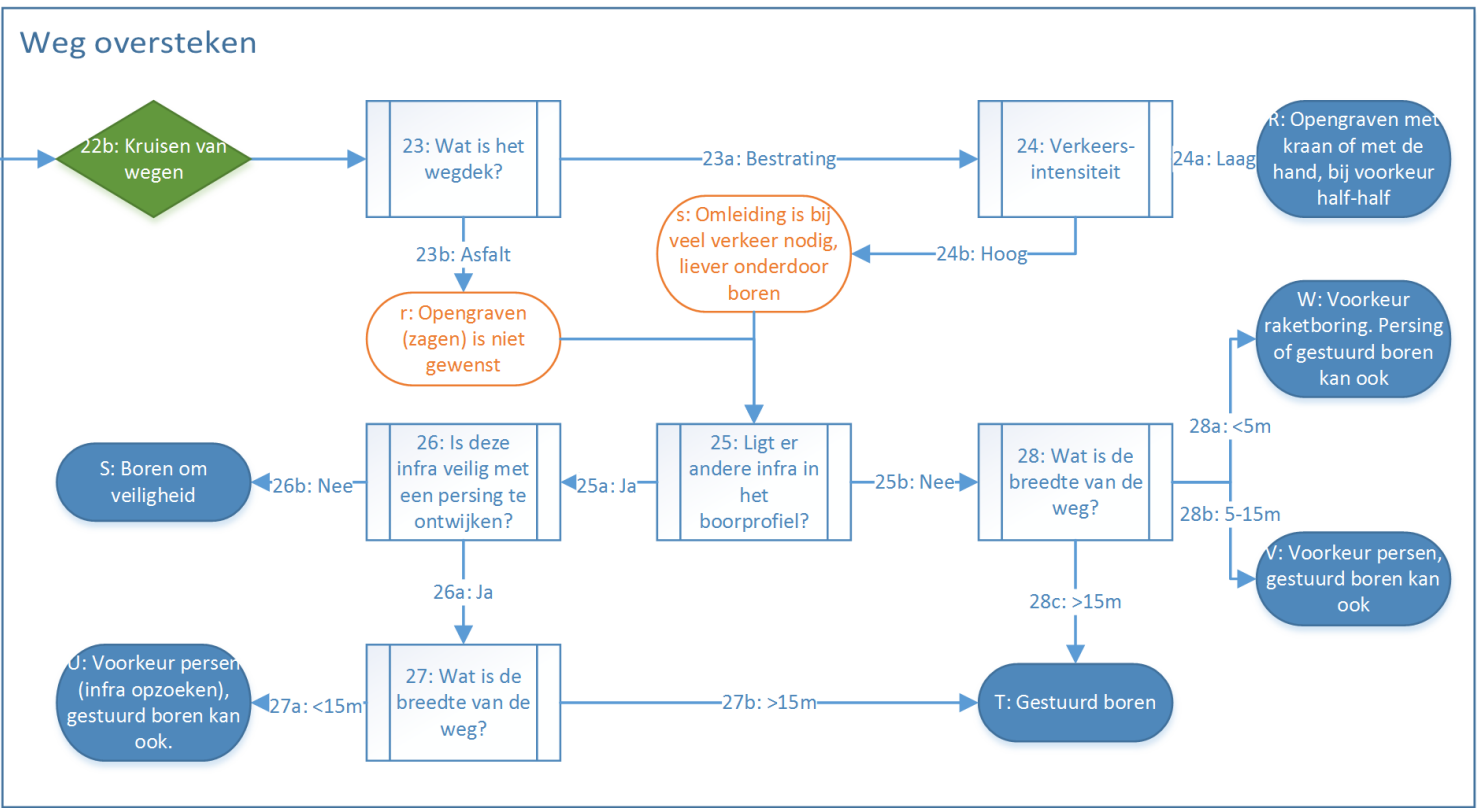 Weg oversteken
22b: Kruisen van
wegen
23: Wat is het
wegdek?
23a: Bestrating
24: Verkeers-
intensiteit
24a: Laag
R: Opengraven met
kraan of met de
hand, bij voorkeur
half-half
23b: Asfalt
s: Omleiding is bij
veel verkeer nodig,
liever onderdoor
boren
24b: Hoog
r: Opengraven
(zagen) is niet
gewenst
W: Voorkeur
raketboring. Persing
of gestuurd boren
kan ook
28a: <5m
S: Boren om
veiligheid
26b: Nee
26: Is deze
infra veilig met
een persing te
ontwijken?
25a: Ja
25: Ligt er
andere infra in
het
boorprofiel?
25b: Nee
28: Wat is de
breedte van de
weg?
28b: 5-15m
V: Voorkeur persen,
gestuurd boren kan
ook
26a: Ja
28c: >15m
U: Voorkeur persen
(infra opzoeken),
gestuurd boren kan
ook.
27a: <15m
27: Wat is de
breedte van de
weg?
27b: >15m
T: Gestuurd boren